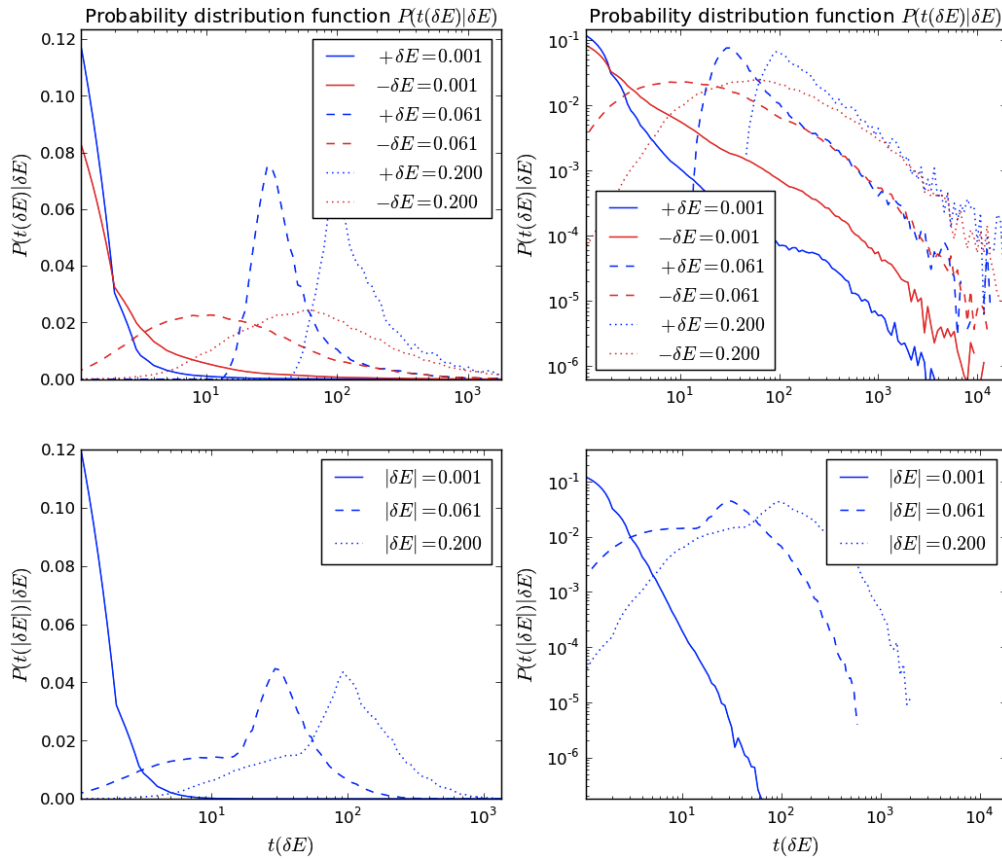 Probability distribution function P(t(δE)|δE)
P(t(δE)|δE)
0.12
0.10
0.08
0.06
0.04
0.02
0.00
10¹
10²
10³
+δE=0.001
−δE=0.001
+δE=0.061
−δE=0.061
+δE=0.200
−δE=0.200
Probability distribution function P(t(δE)|δE)
P(t(δE)|δE)
10⁻¹
10⁻²
10⁻³
10⁻⁴
10⁻⁵
10⁻⁶
10¹
10²
10³
10⁴
+δE=0.001
−δE=0.001
+δE=0.061
−δE=0.061
+δE=0.200
−δE=0.200
P(t(|δE|)|δE)
0.12
0.10
0.08
0.06
0.04
0.02
0.00
10¹
10²
10³
t(δE)
|δE|=0.001
|δE|=0.061
|δE|=0.200
P(t(|δE|)|δE)
10⁻¹
10⁻²
10⁻³
10⁻⁴
10⁻⁵
10⁻⁶
10¹
10²
10³
10⁴
t(δE)
|δE|=0.001
|δE|=0.061
|δE|=0.200